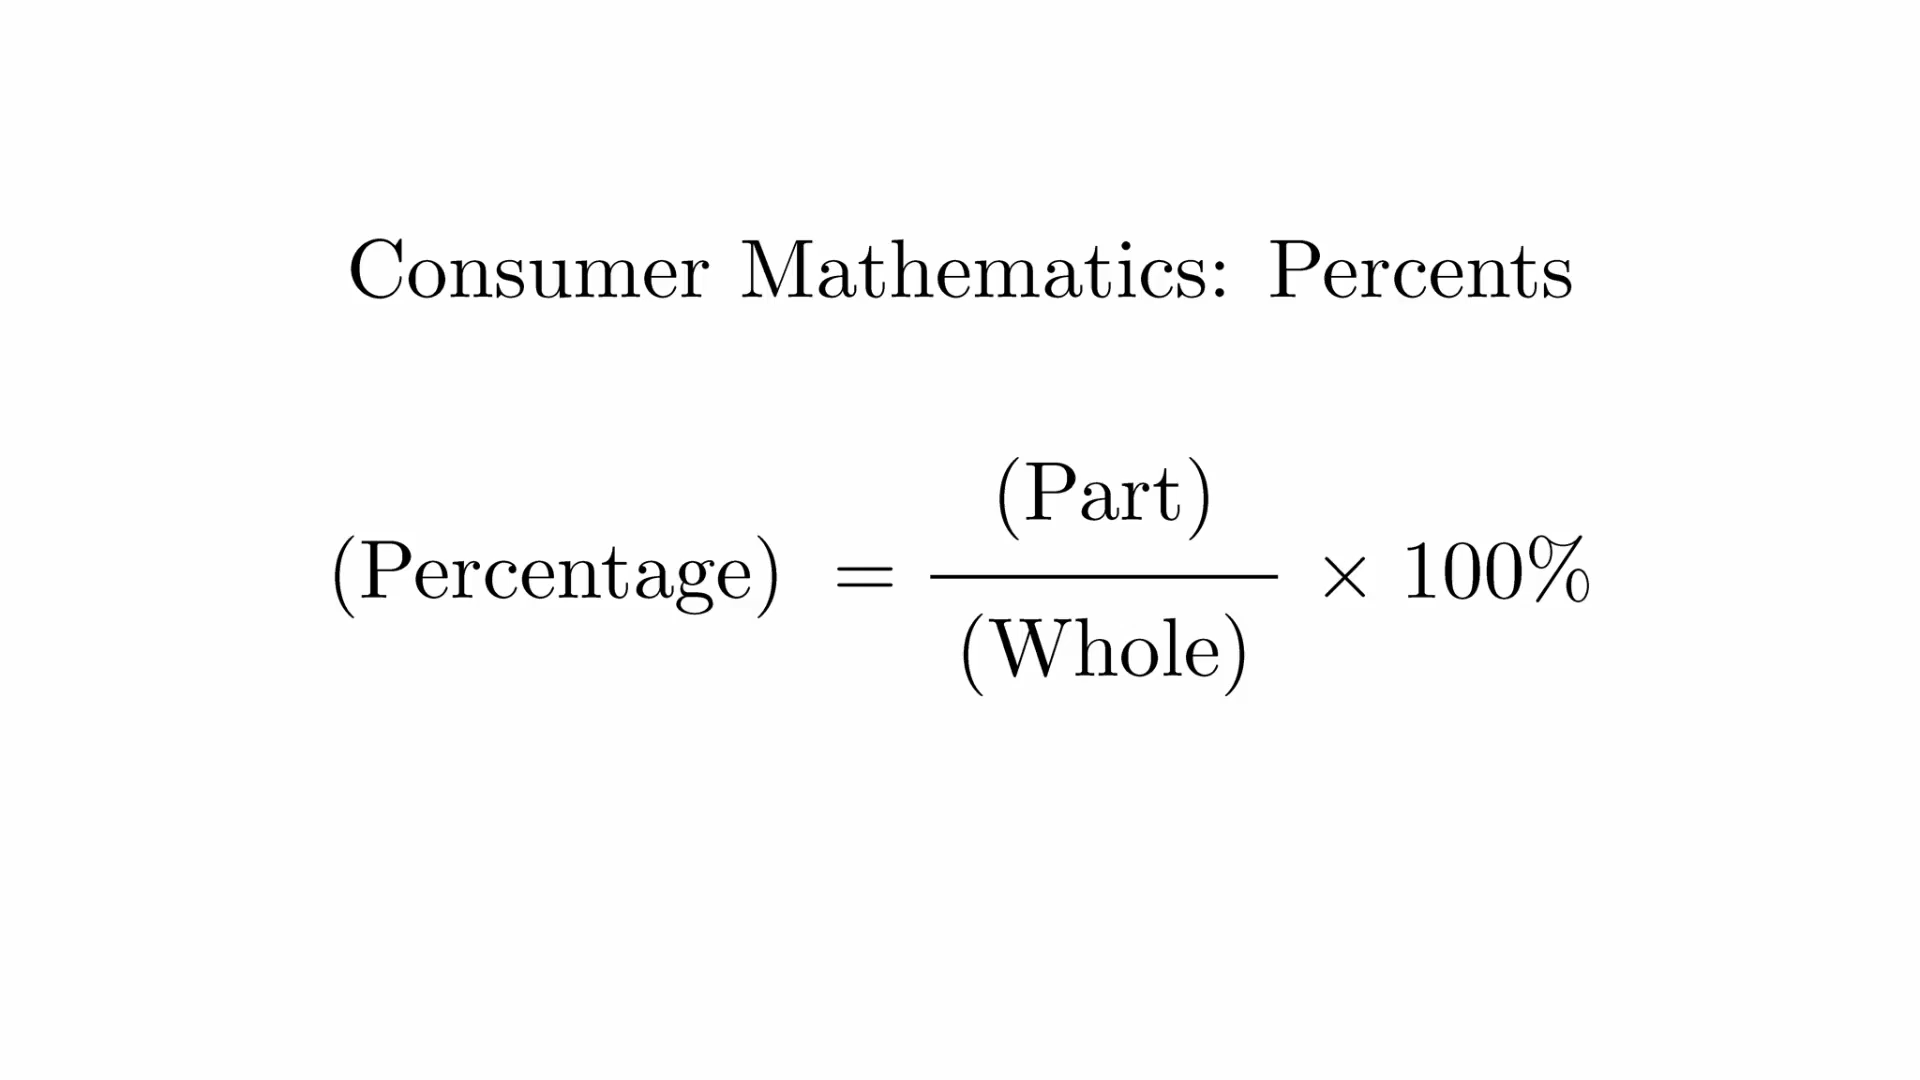 Consumer Mathematics: Percents
(Percentage) = (Part) / (Whole) × 100%